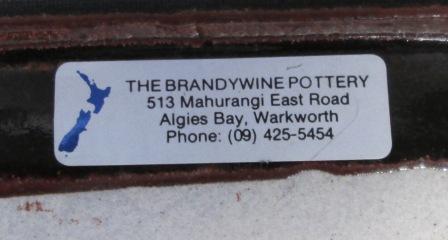 THE BRANDYWINE POTTERY
513 Mahurangi East Road
Algies Bay, Warkworth
Phone: (09) 425-5454